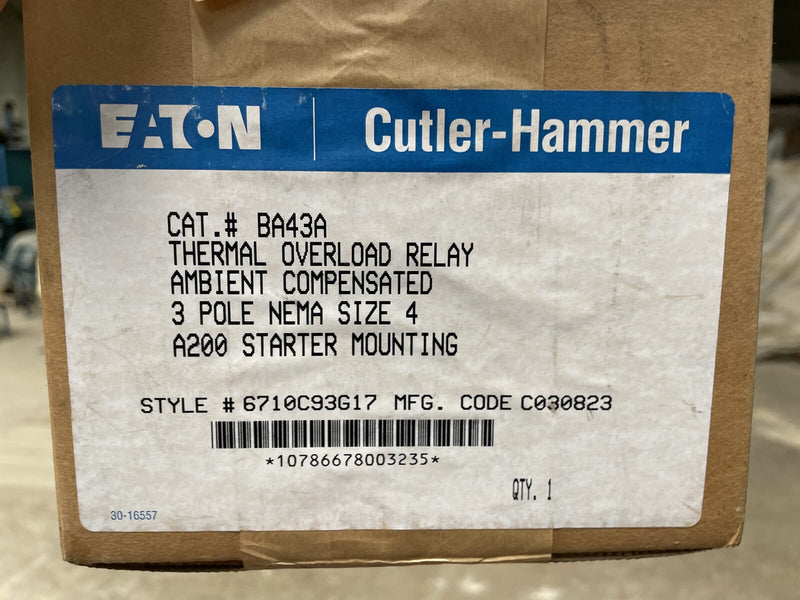 EATON | Cutler-Hammer
CAT.# BA43A
THERMAL OVERLOAD RELAY
AMBIENT COMPENSATED
3 POLE NEMA SIZE 4
A200 STARTER MOUNTING
STYLE # 6710C93G17 MFG. CODE C030823
*10786678003235*
QTY. 1
30-16557